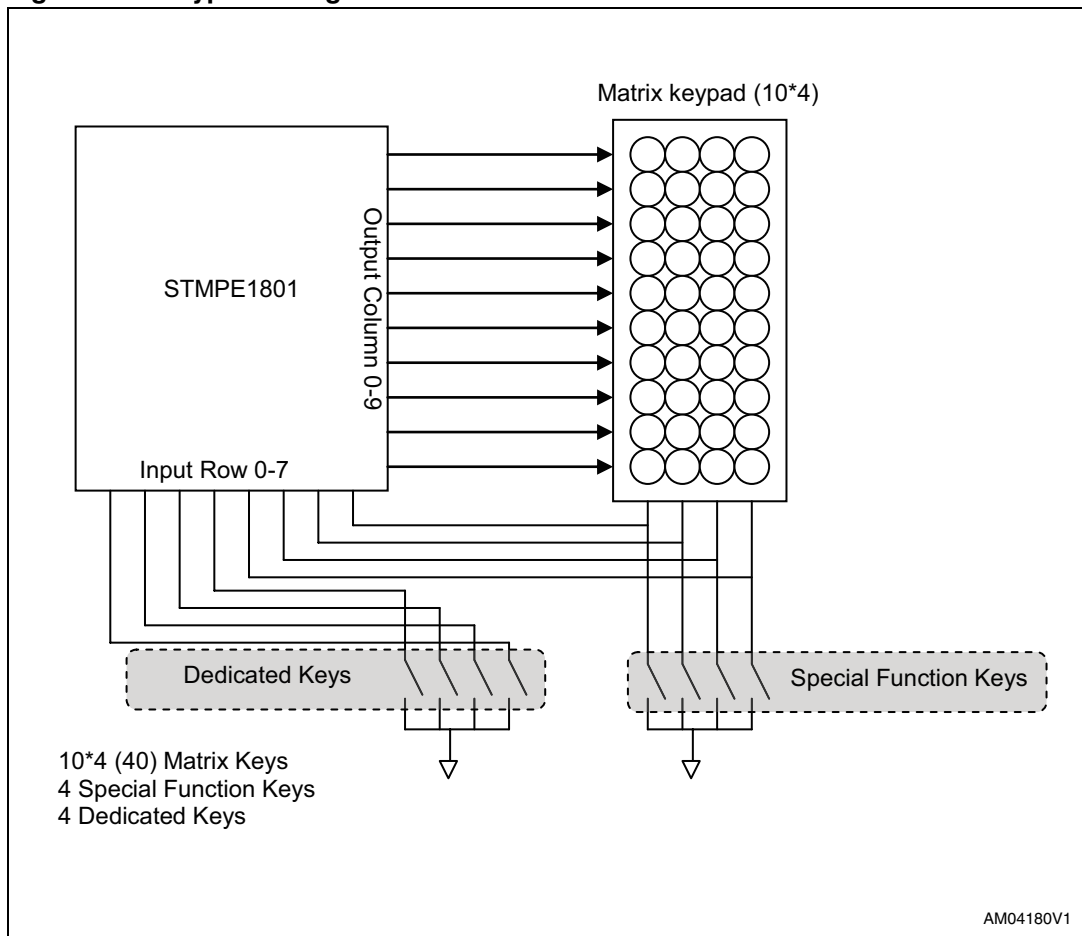 Matrix keypad (10*4)
STMPE1801
Output Column 0-9
Input Row 0-7
Dedicated Keys
Special Function Keys
10*4 (40) Matrix Keys
4 Special Function Keys
4 Dedicated Keys
AM04180V1